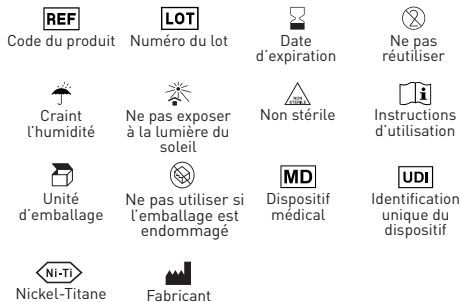 REF
LOT
Code du produit
Numéro du lot
Date
d'expiration
Ne pas
réutiliser
NON
STERILE
Craint
l'humidité
Ne pas exposer
à la lumière du
soleil
Non stérile
Instructions
d'utilisation
MD
UDI
Unité
d'emballage
Ne pas utiliser si
l'emballage est
endommagé
Dispositif
médical
Identification
unique du
dispositif
Ni-Ti
Nickel-Titane
Fabricant